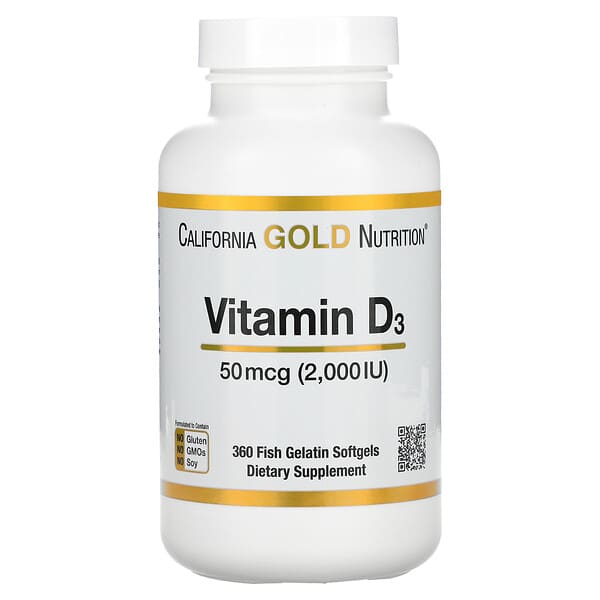 CALIFORNIA GOLD NUTRITION®
Vitamin D3
50 mcg (2,000 IU)
Formulated to Contain
NO Gluten
NO GMOs
NO Soy
360 Fish Gelatin Softgels
Dietary Supplement